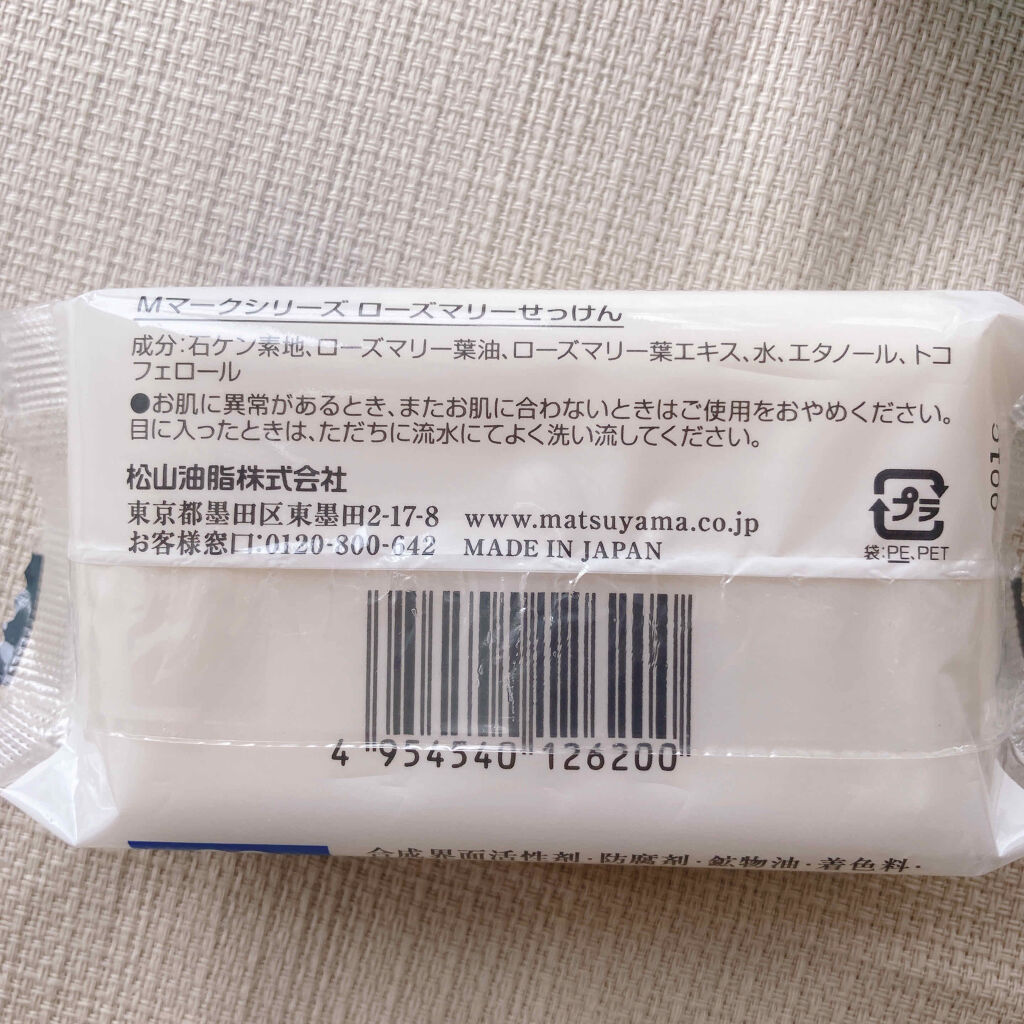 Mマークシリーズ ローズマリーせっけん
成分:石ケン素地、ローズマリー葉油、ローズマリー葉エキス、水、エタノール、トコ
フェロール
●お肌に異常があるとき、またお肌に合わないときはご使用をおやめください。
目に入ったときは、ただちに流水にてよく洗い流してください。
松山油脂株式会社
東京都墨田区東墨田2-17-8 www.matsuyama.co.jp
お客様窓口:0120-800-642 MADE IN JAPAN
プラ
袋:PE、PET
001C
4 954540 126200
合成界面活性剤・防腐剤・鉱物油・着色料・